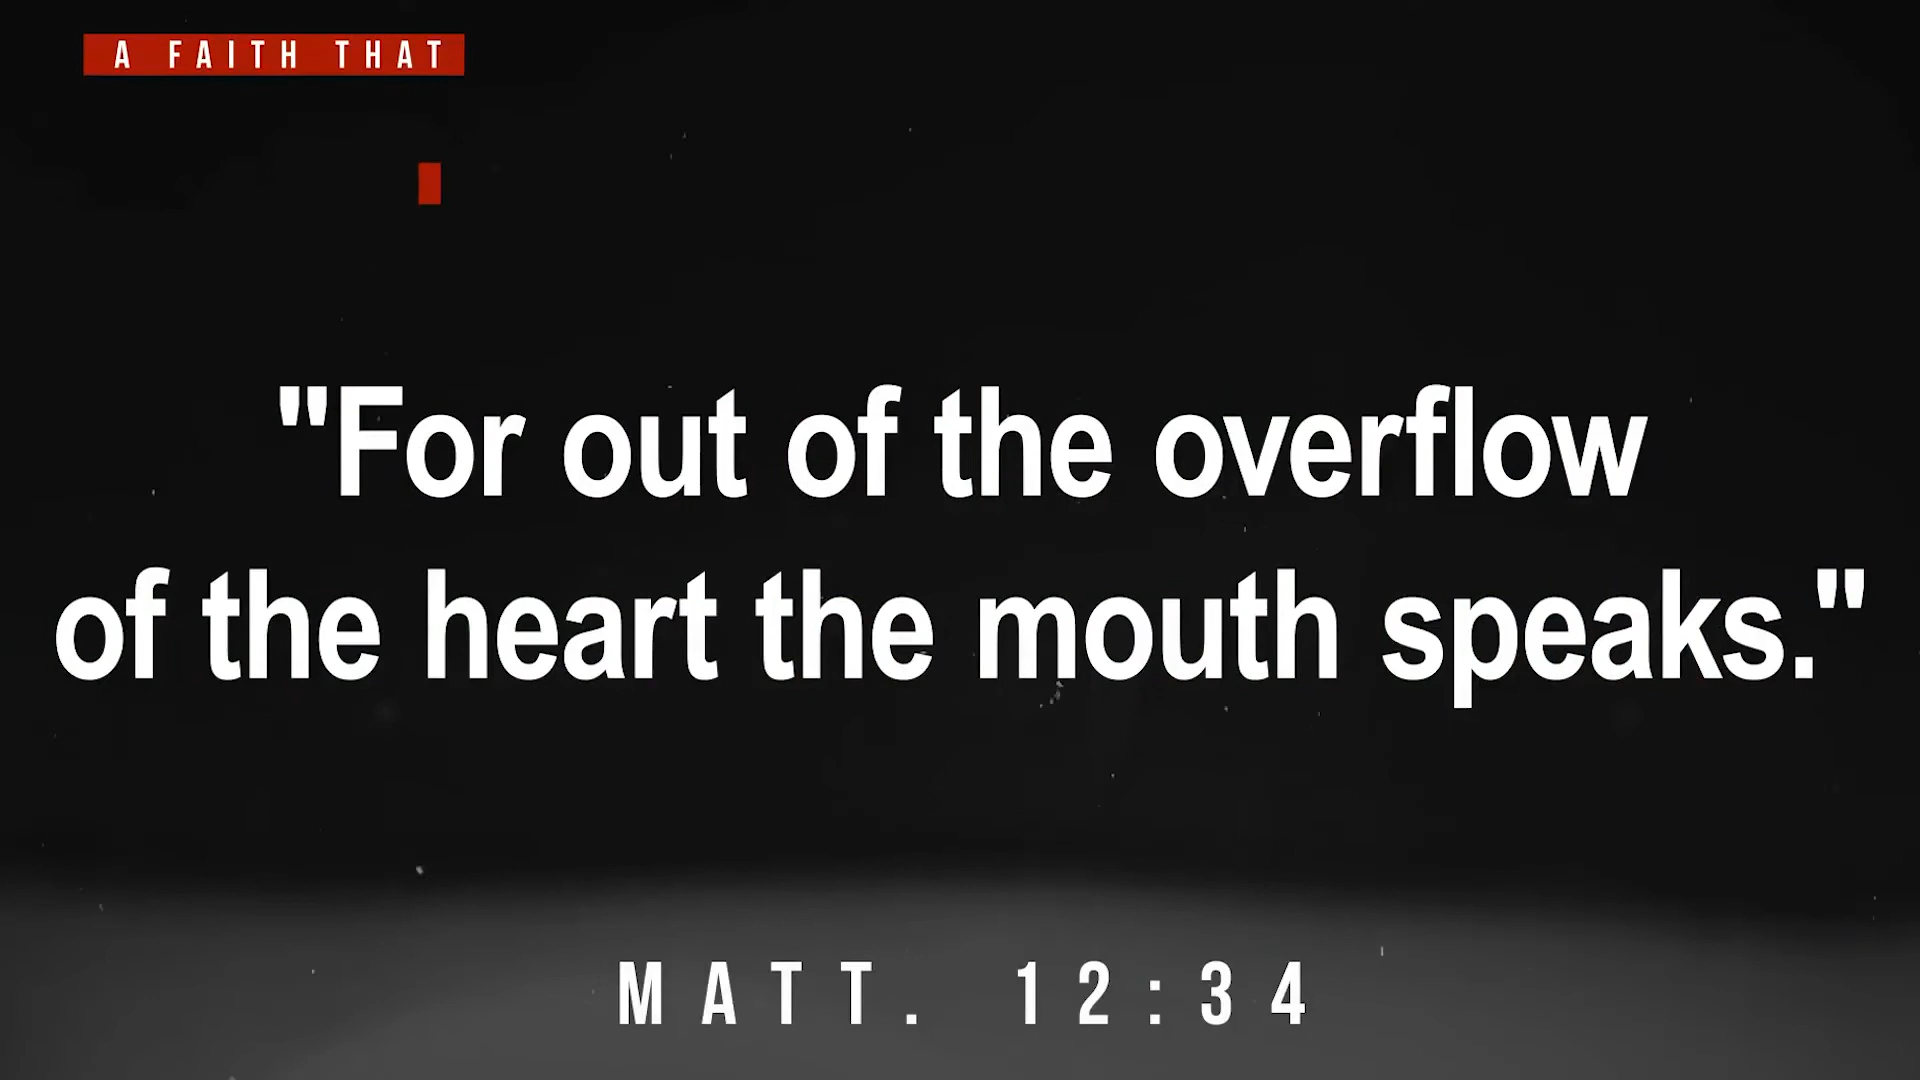 A FAITH THAT
"For out of the overflow
of the heart the mouth speaks."
MATT. 12:34